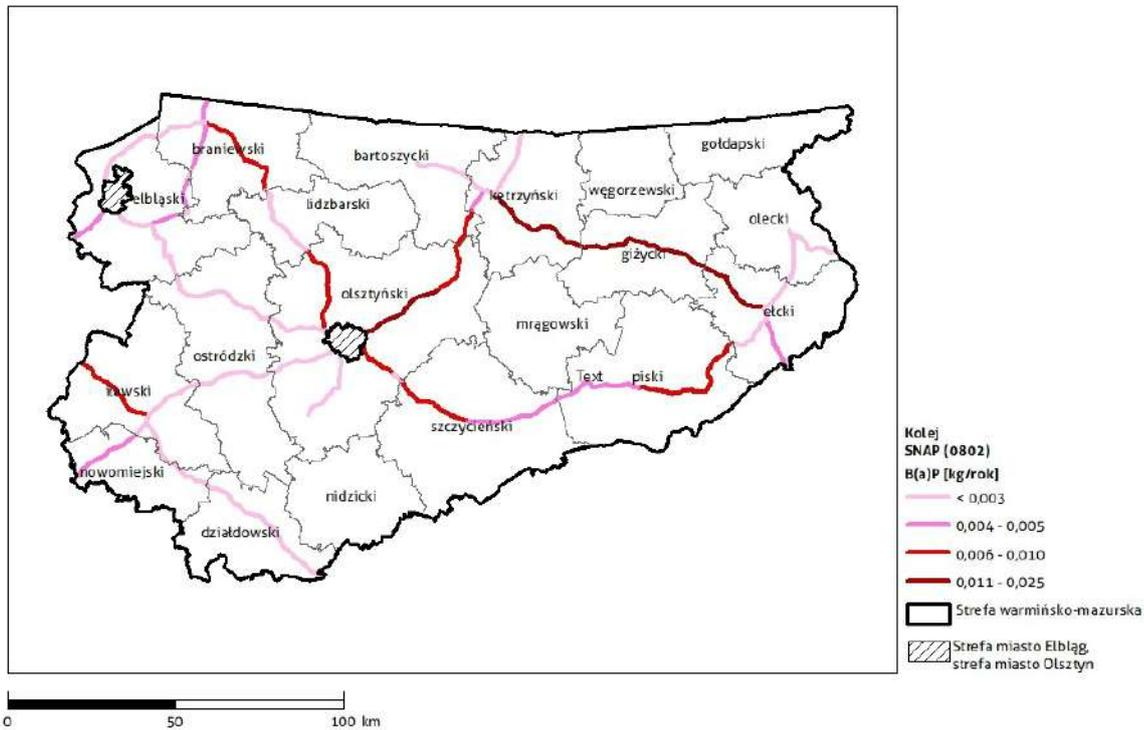 gołdapski
braniewski
bartoszycki
kętrzyński
węgorzewski
elbląski
lidzbarski
olecki
giżycki
olsztyński
ełcki
mrągowski
ostródzki
Text
piski
iławski
szczycieński
nowomiejski
nidzicki
działdowski
Kolej
SNAP (0802)
B(a)P [kg/rok]
< 0,003
0,004 - 0,005
0,006 - 0,010
0,011 - 0,025
Strefa warmińsko-mazurska
Strefa miasto Elbląg,
strefa miasto Olsztyn
0 50 100 km